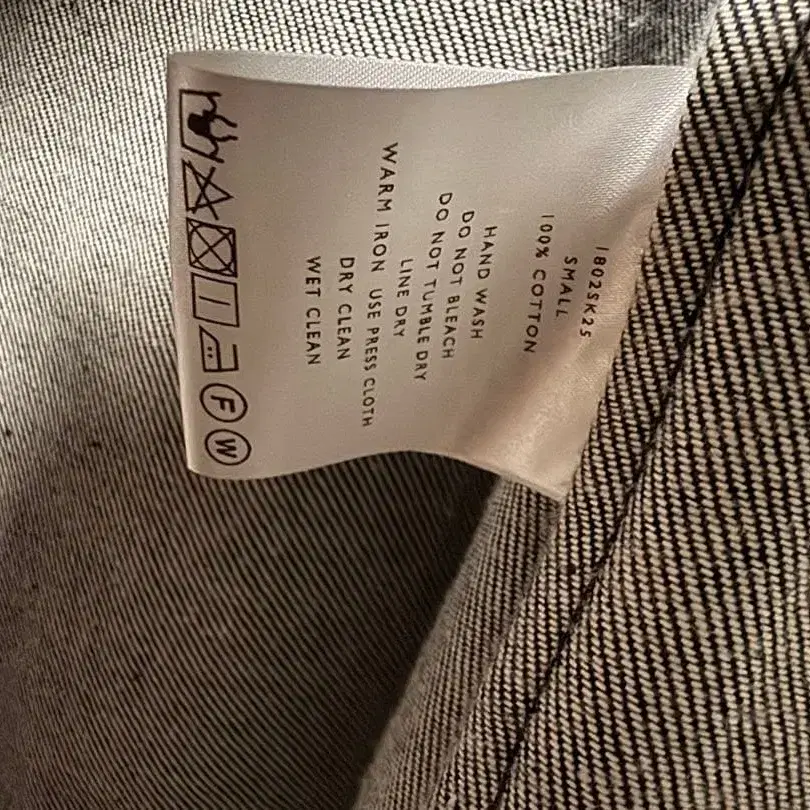 1802SK25
SMALL
100% COTTON
HAND WASH
DO NOT BLEACH
DO NOT TUMBLE DRY
LINE DRY
WARM IRON USE PRESS CLOTH
DRY CLEAN
WET CLEAN
F W